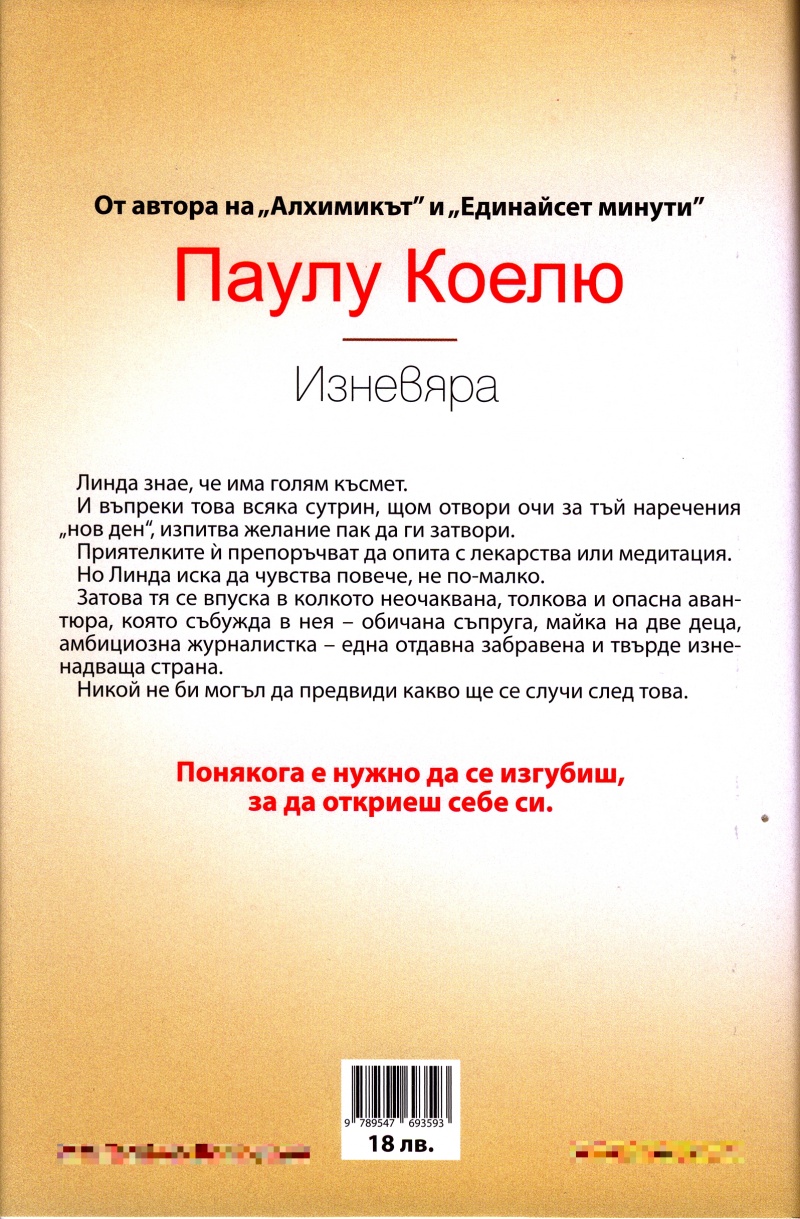 От автора на „Алхимикът” и „Единайсет минути”
Паулу Коелю
Изневяра
Линда знае, че има голям късмет.
И въпреки това всяка сутрин, щом отвори очи за тъй наречения
„нов ден“, изпитва желание пак да ги затвори.
Приятелките ѝ препоръчват да опита с лекарства или медитация.
Но Линда иска да чувства повече, не по-малко.
Затова тя се впуска в колкото неочаквана, толкова и опасна аван-
тюра, която събужда в нея – обичана съпруга, майка на две деца,
амбициозна журналистка – една отдавна забравена и твърде изне-
надваща страна.
Никой не би могъл да предвиди какво ще се случи след това.
Понякога е нужно да се изгубиш,
за да откриеш себе си.
9 789547 693593
18 лв.